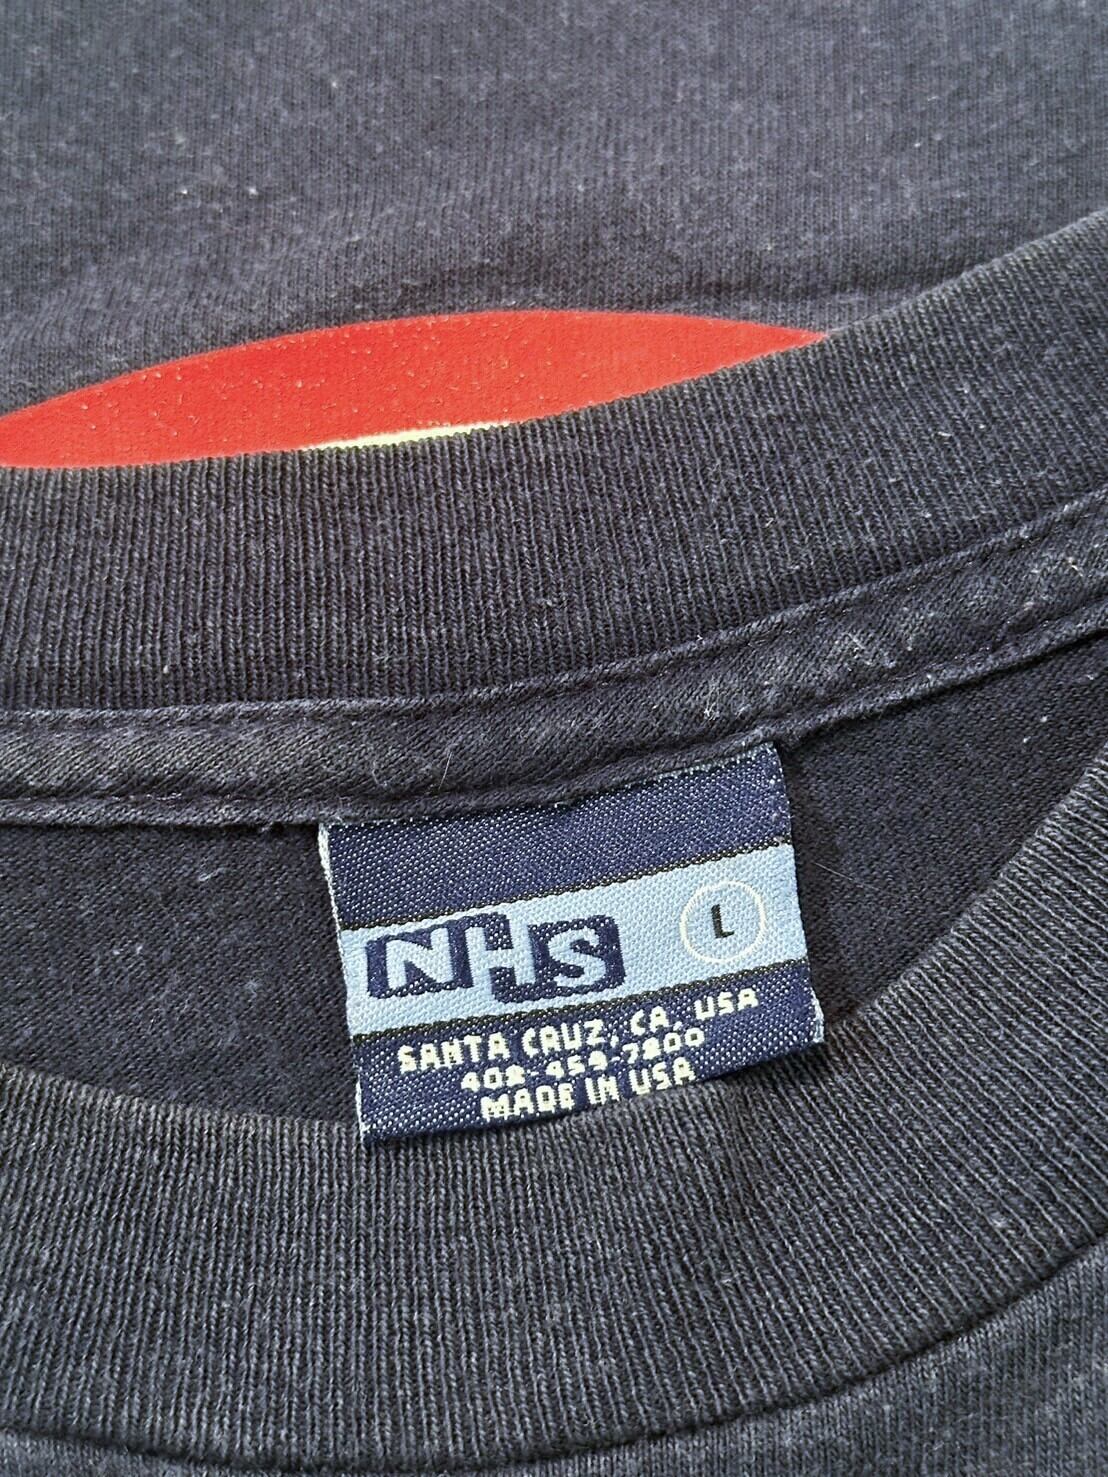 NHS L
SANTA CRUZ, CA, USA
408-459-7800
MADE IN USA